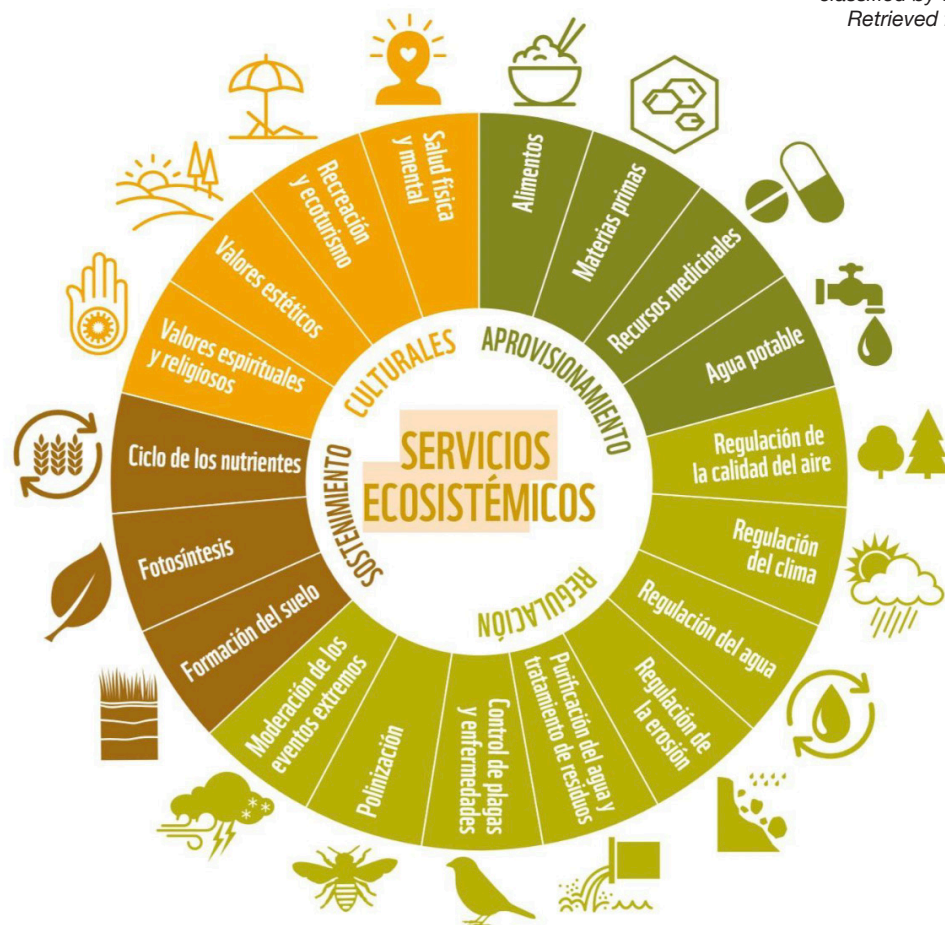 Retrieved
SERVICIOS
ECOSISTÉMICOS
CULTURALES
APROVISIONAMIENTO
REGULACIÓN
SOSTENIMIENTO
Alimentos
Materias primas
Recursos medicinales
Agua potable
Regulación de
la calidad del aire
Regulación
del clima
Regulación del agua
Regulación de
la erosión
Purificación del agua y
tratamiento de residuos
Control de plagas
y enfermedades
Polinización
Moderación de los
eventos extremos
Formación del suelo
Fotosíntesis
Ciclo de los nutrientes
Valores espirituales
y religiosos
Valores estéticos
Recreación
y ecoturismo
Salud física
y mental